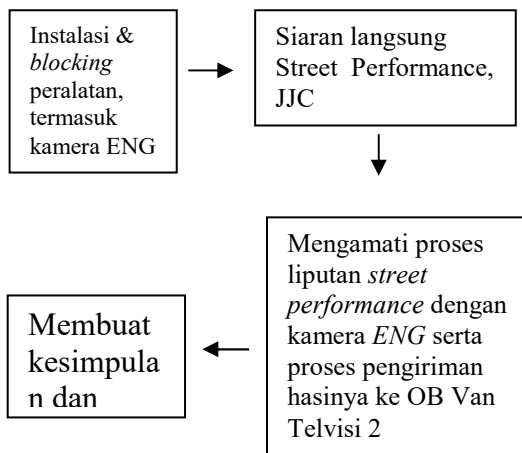 Instalasi &
blocking
peralatan,
termasuk
kamera ENG
Siaran langsung
Street Performance,
JJC
Mengamati proses
liputan street
performance dengan
kamera ENG serta
proses pengiriman
hasinya ke OB Van
Telvisi 2
Membuat
kesimpula
n dan